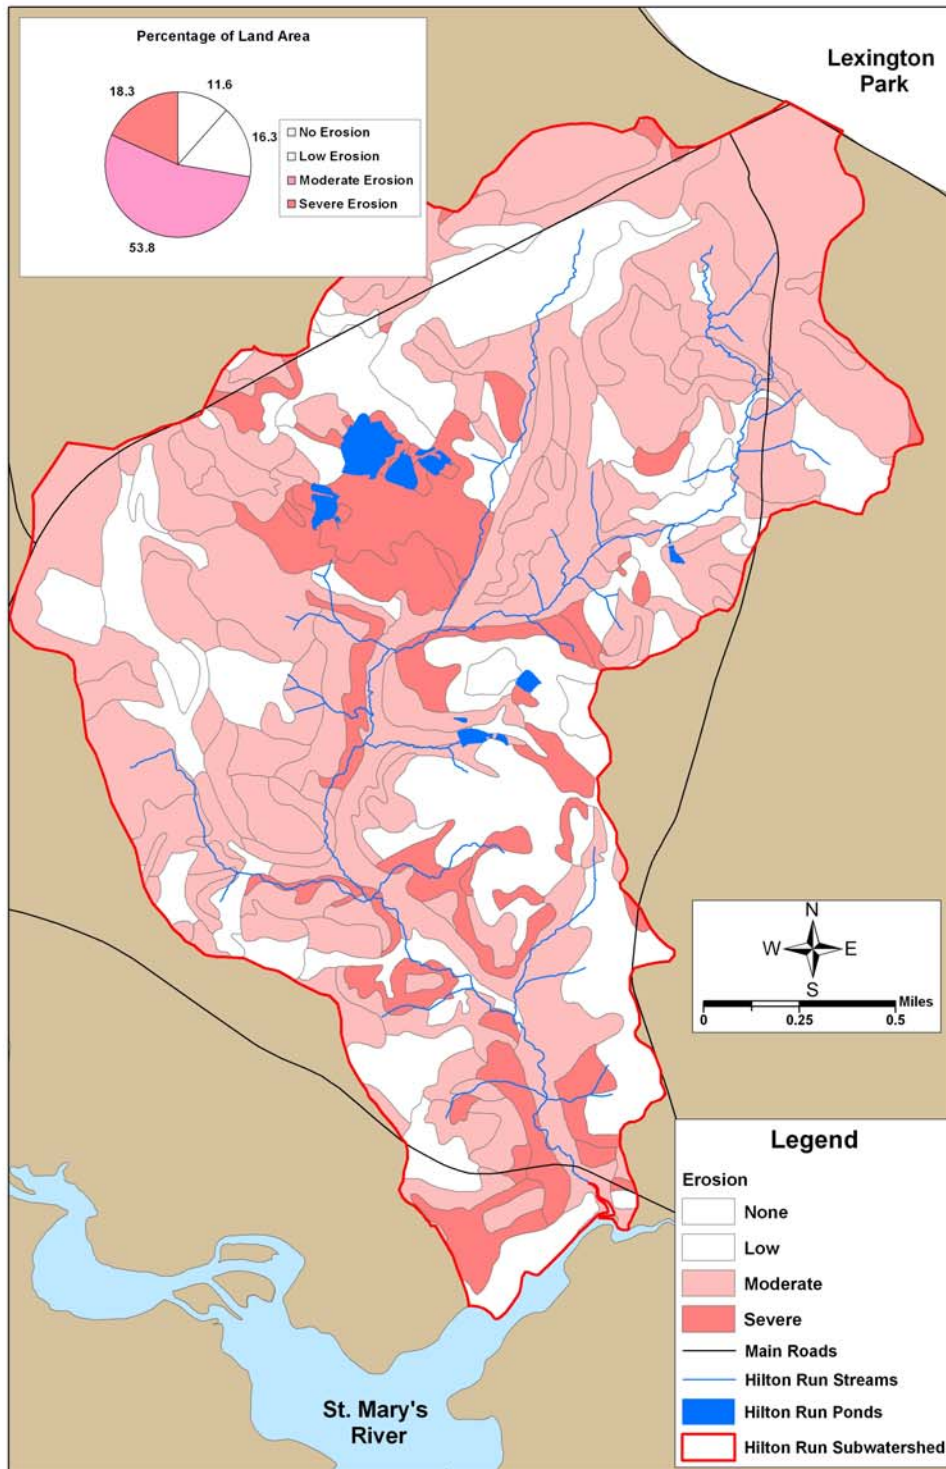 Percentage of Land Area
18.3
11.6
16.3
53.8
No Erosion
Low Erosion
Moderate Erosion
Severe Erosion
Lexington
Park
N
W E
S
Miles
0 0.25 0.5
Legend
Erosion
None
Low
Moderate
Severe
Main Roads
Hilton Run Streams
Hilton Run Ponds
Hilton Run Subwatershed
St. Mary's
River